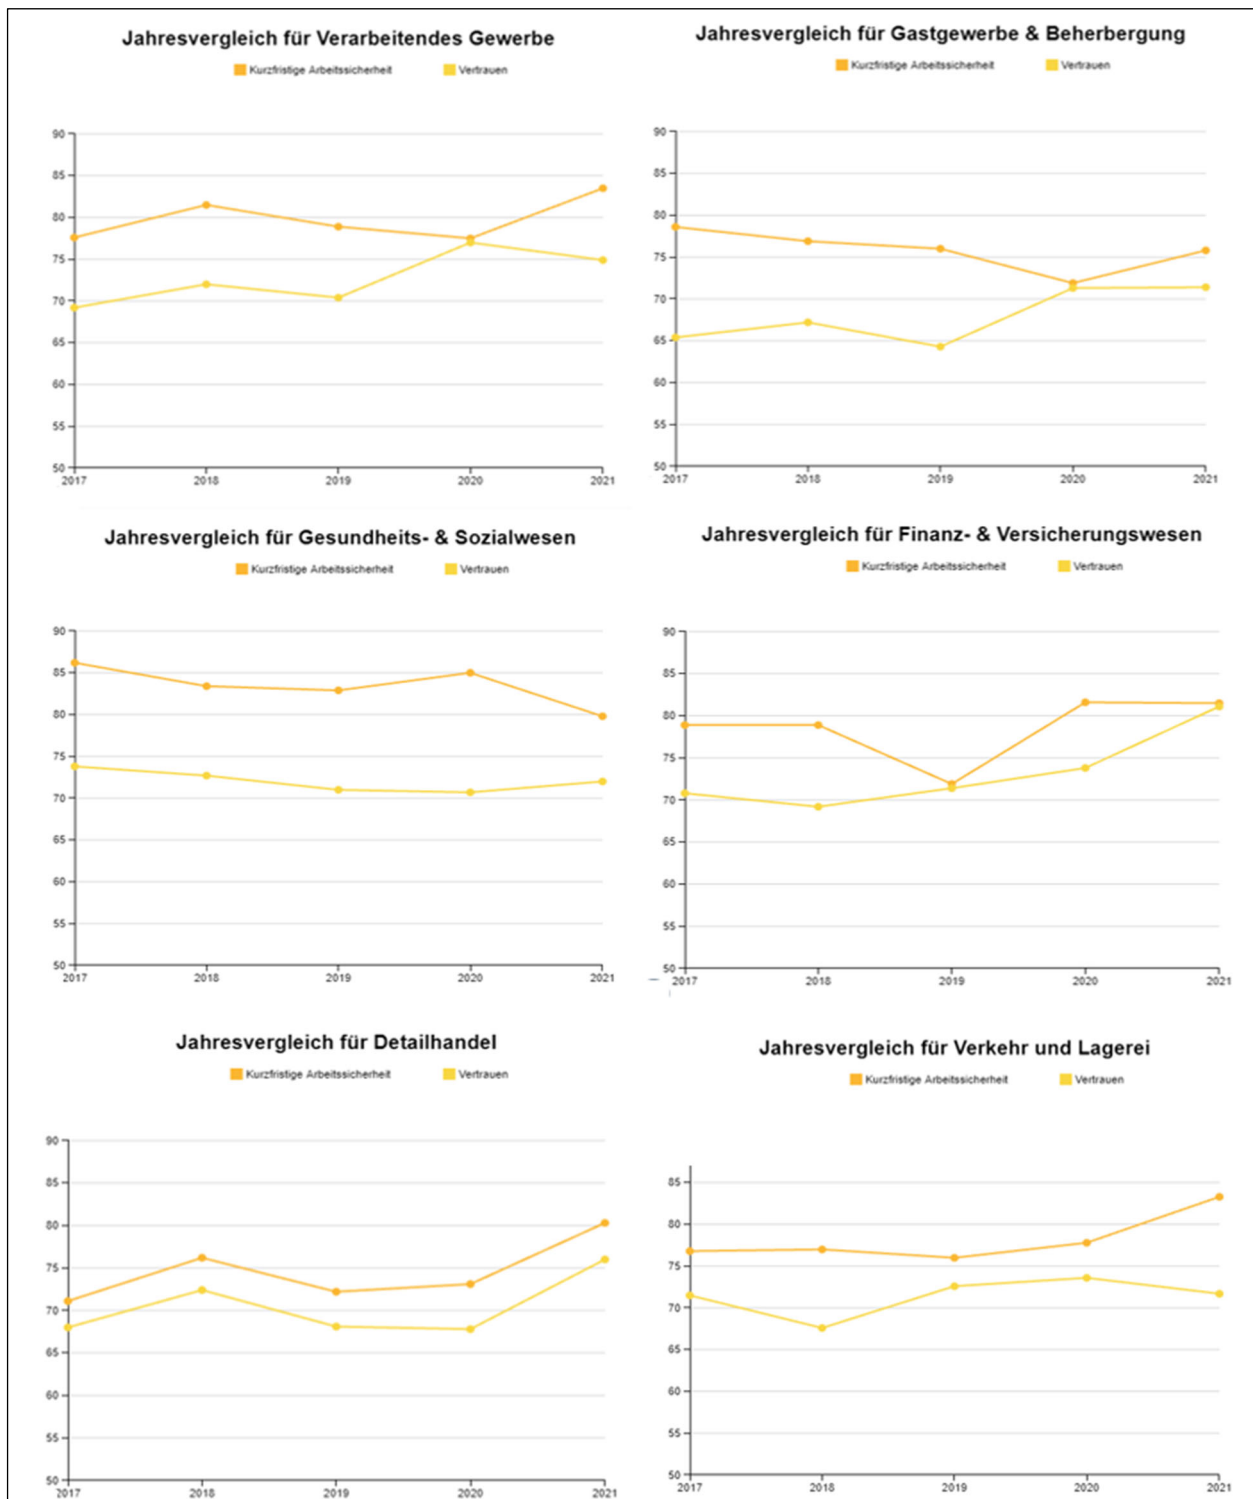 Jahresvergleich für Verarbeitendes Gewerbe
Kurzfristige Arbeitssicherheit Vertrauen
90
85
80
75
70
65
60
55
50
2017 2018 2019 2020 2021
Jahresvergleich für Gastgewerbe & Beherbergung
Kurzfristige Arbeitssicherheit Vertrauen
90
85
80
75
70
65
60
55
50
2017 2018 2019 2020 2021
Jahresvergleich für Gesundheits- & Sozialwesen
Kurzfristige Arbeitssicherheit Vertrauen
90
85
80
75
70
65
60
55
50
2017 2018 2019 2020 2021
Jahresvergleich für Finanz- & Versicherungswesen
Kurzfristige Arbeitssicherheit Vertrauen
90
85
80
75
70
65
60
55
50
2017 2018 2019 2020 2021
Jahresvergleich für Detailhandel
Kurzfristige Arbeitssicherheit Vertrauen
90
85
80
75
70
65
60
55
50
2017 2018 2019 2020 2021
Jahresvergleich für Verkehr und Lagerei
Kurzfristige Arbeitssicherheit Vertrauen
85
80
75
70
65
60
55
50
2017 2018 2019 2020 2021